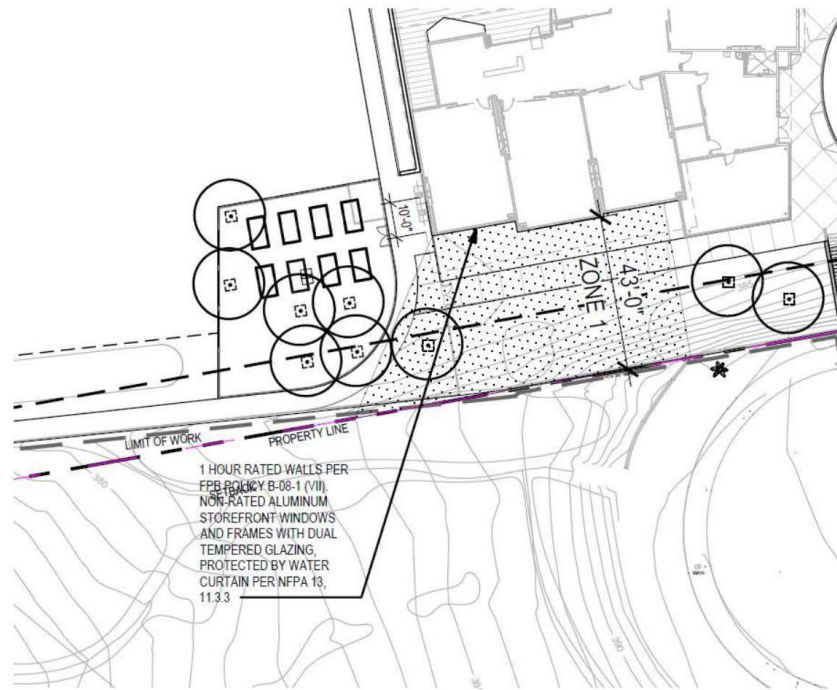 10'-0"
43'-0"
ZONE 1
385
LIMIT OF WORK
PROPERTY LINE
1 HOUR RATED WALLS PER
FPB POLICY B-08-1 (VII).
SETBACK
NON-RATED ALUMINUM
STOREFRONT WINDOWS
AND FRAMES WITH DUAL
TEMPERED GLAZING,
PROTECTED BY WATER
CURTAIN PER NFPA 13,
11.3.3
380
390